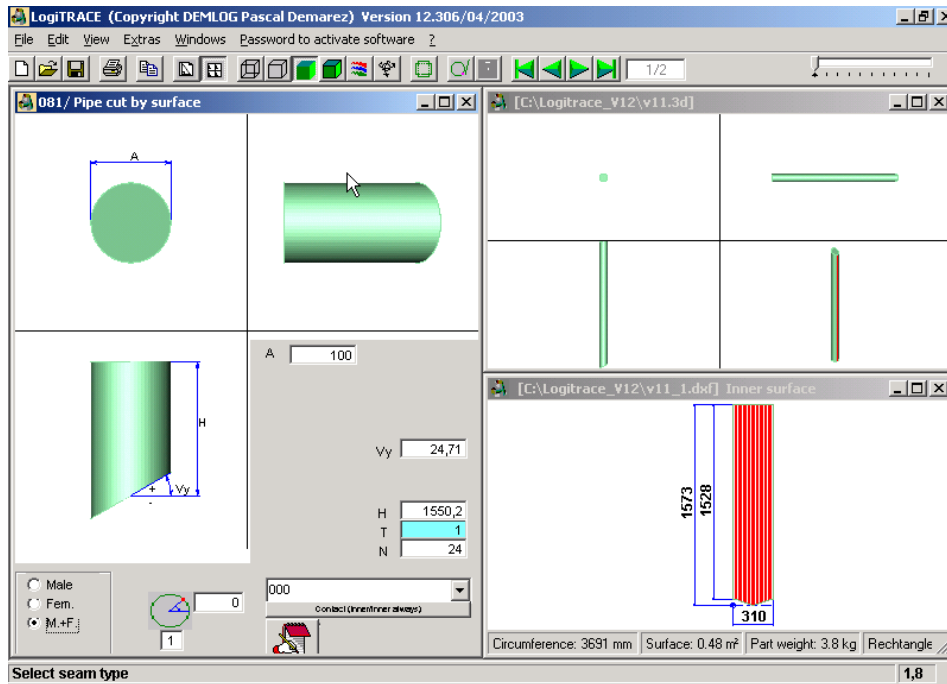 LogiTRACE (Copyright DEMLOG Pascal Demarez) Version 12.306/04/2003
File Edit View Extras Windows Password to activate software ?
1/2
081/ Pipe cut by surface
A
H
+
-
Vy
A 100
Vy 24,71
H 1550,2
T 1
N 24
Male
Fem.
M.+F.
0
1
000
Contact (Inner/Inner always)
[C:\Logitrace_V12\v11.3d]
[C:\Logitrace_V12\v11_1.dxf] Inner surface
1573
1528
310
Circumference: 3691 mm Surface: 0.48 m² Part weight: 3.8 kg Rechtangle
Select seam type
1,8